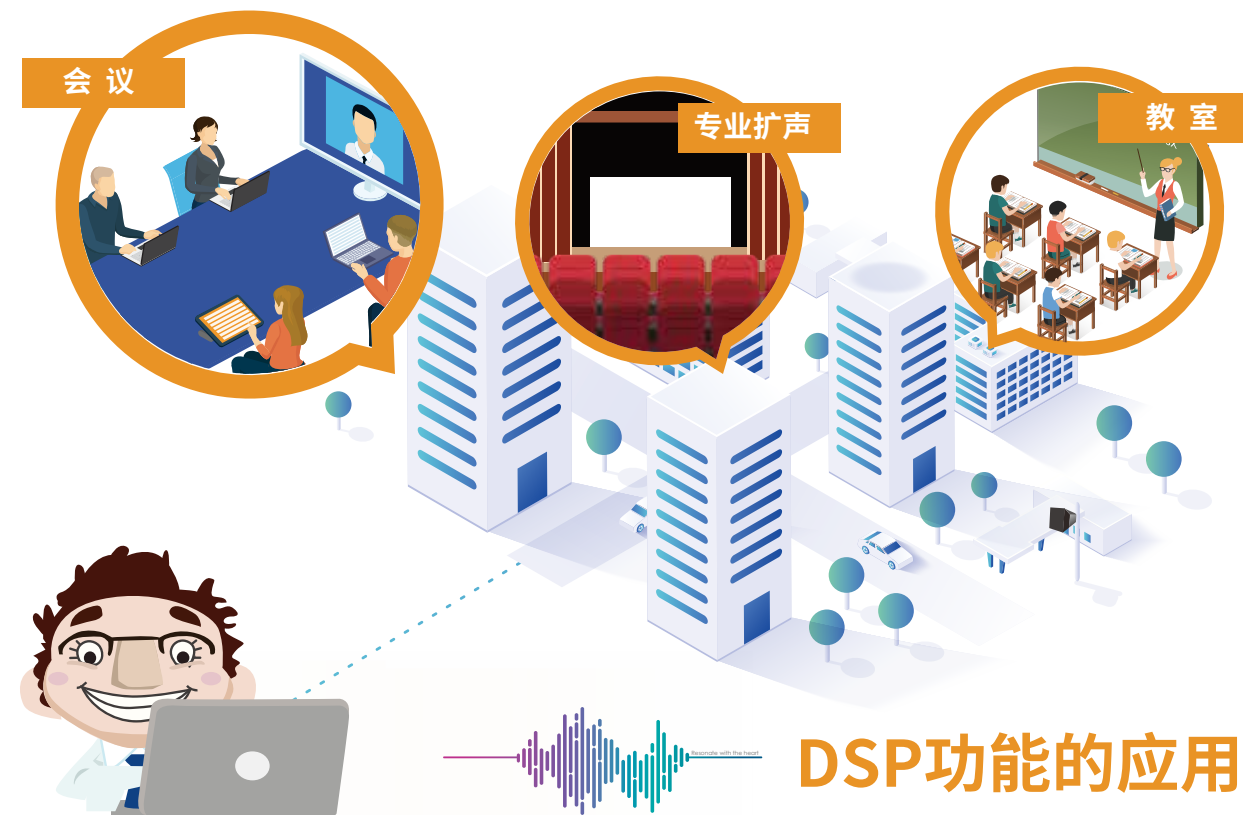 会 议
专业扩声
教 室
Resonate with the heart
DSP功能的应用